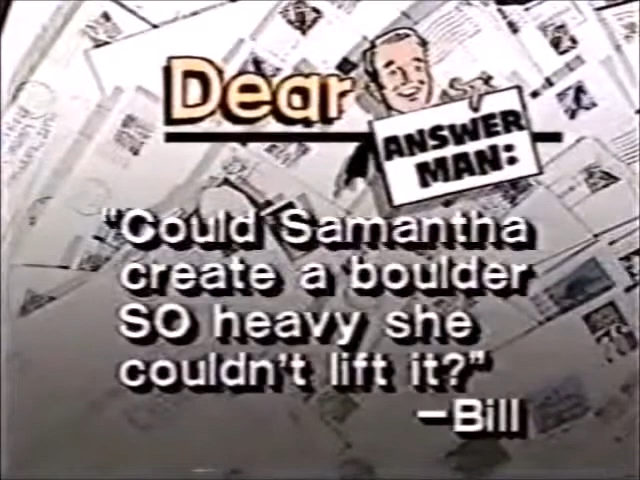 Dear ANSWER
MAN:
"Could Samantha
create a boulder
SO heavy she
couldn't lift it?"
—Bill